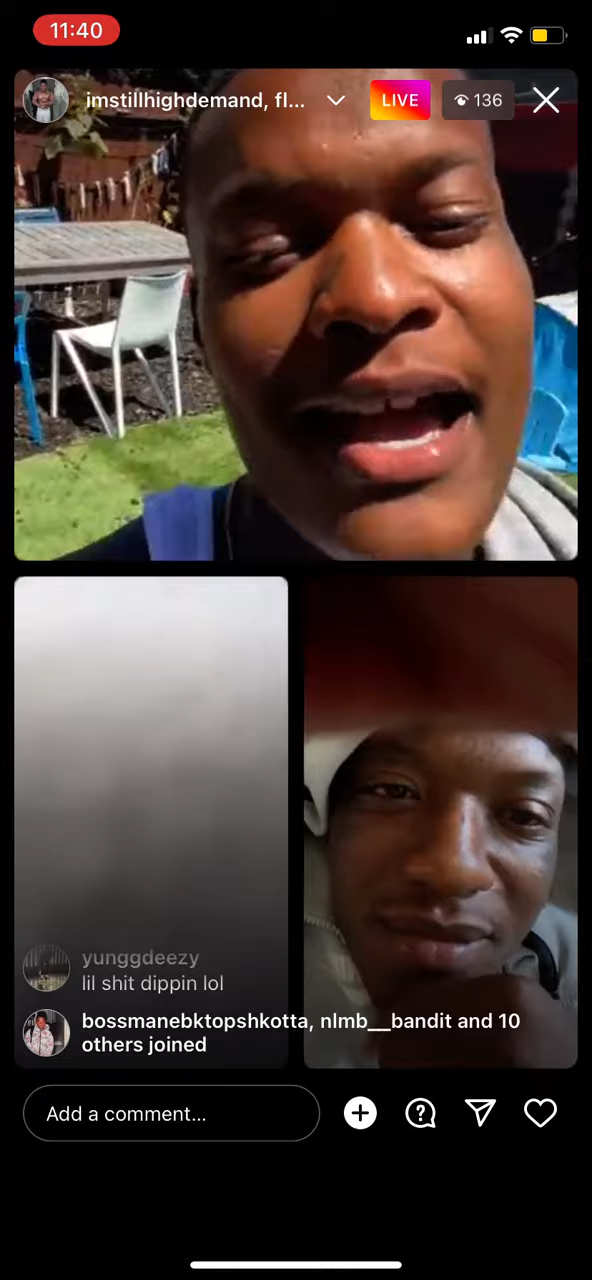 11:40
imstillhighdemand, fl...
LIVE
136
yunggdeezy
lil shit dippin lol
bossmanebktopshkotta, nlmb__bandit and 10
others joined
Add a comment...